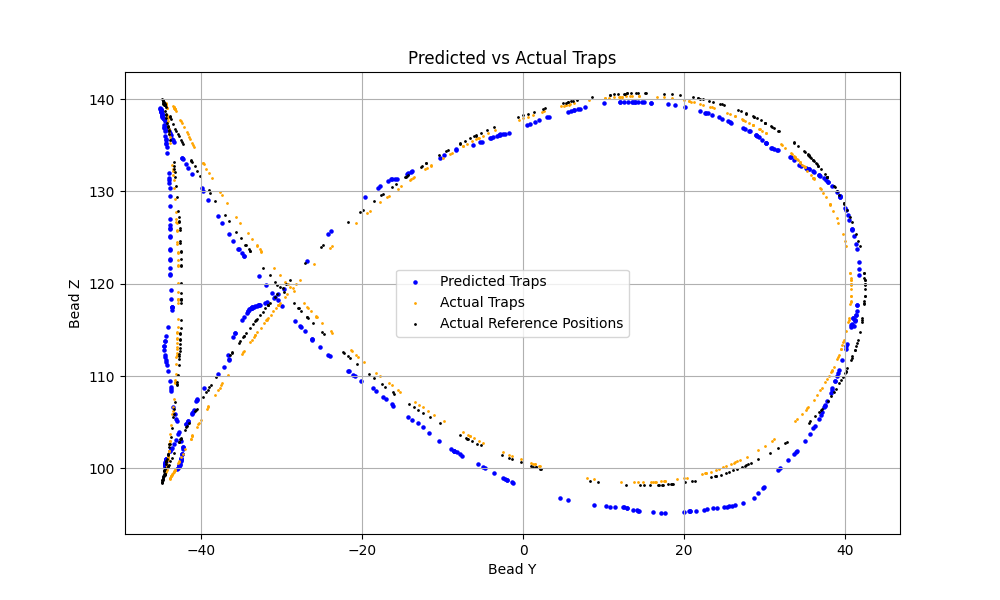 Predicted vs Actual Traps
Bead Z
140
130
120
110
100
Predicted Traps
Actual Traps
Actual Reference Positions
−40
−20
0
20
40
Bead Y